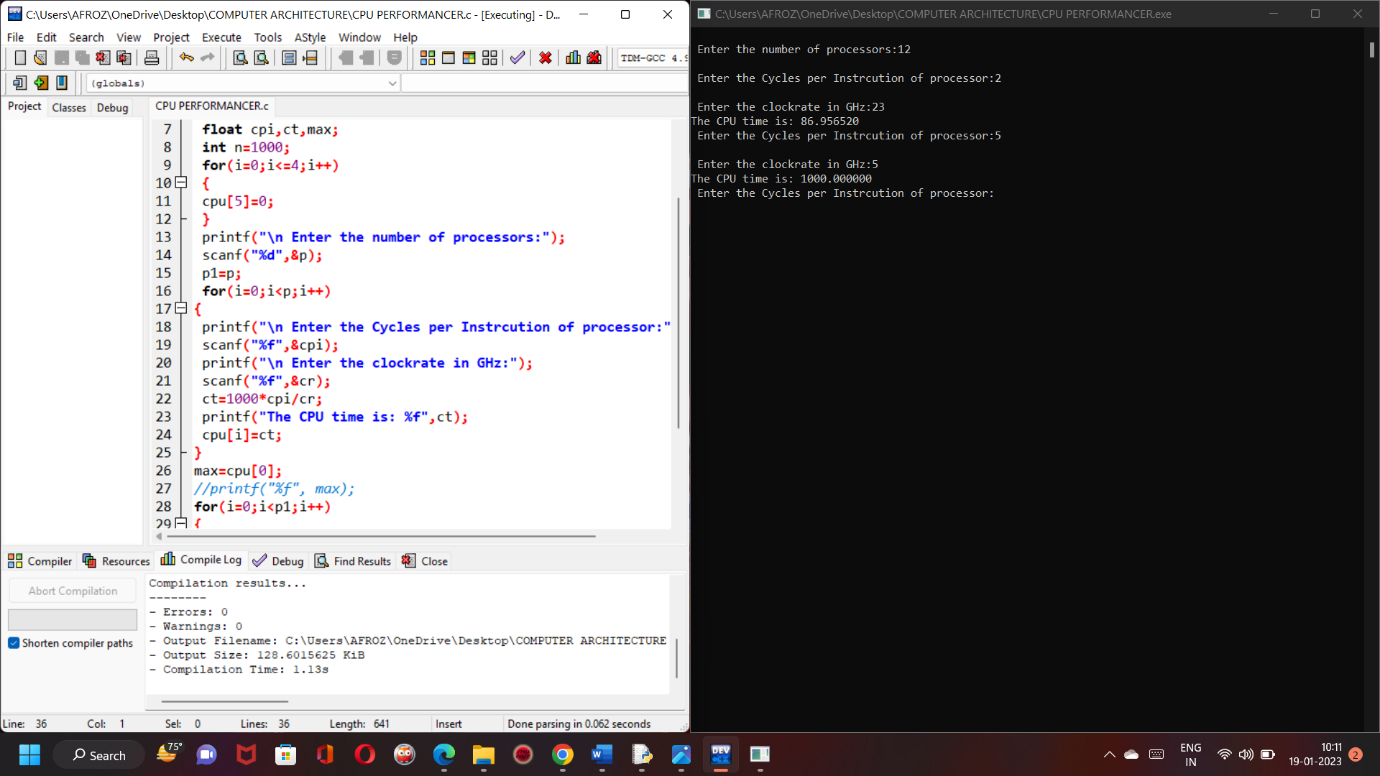 C:\Users\AFROZ\OneDrive\Desktop\COMPUTER ARCHITECTURE\CPU PERFORMANCER.c - [Executing] - D...
File Edit Search View Project Execute Tools AStyle Window Help
TDM-GCC 4.9
(globals)
Project Classes Debug
CPU PERFORMANCER.c
7 float cpi,ct,max;
8 int n=1000;
9 for(i=0;i<=4;i++)
10 {
11 cpu[5]=0;
12 }
13 printf("\n Enter the number of processors:");
14 scanf("%d",&p);
15 p1=p;
16 for(i=0;i<p;i++)
17 {
18 printf("\n Enter the Cycles per Instrcution of processor:"
19 scanf("%f",&cpi);
20 printf("\n Enter the clockrate in GHz:");
21 scanf("%f",&cr);
22 ct=1000*cpi/cr;
23 printf("The CPU time is: %f",ct);
24 cpu[i]=ct;
25 }
26 max=cpu[0];
27 //printf("%f", max);
28 for(i=0;i<p1;i++)
29 {
Compiler Resources Compile Log Debug Find Results Close
Abort Compilation
Shorten compiler paths
Compilation results...
--------
- Errors: 0
- Warnings: 0
- Output Filename: C:\Users\AFROZ\OneDrive\Desktop\COMPUTER ARCHITECTURE
- Output Size: 128.6015625 KiB
- Compilation Time: 1.13s
Line: 36 Col: 1 Sel: 0 Lines: 36 Length: 641 Insert Done parsing in 0.062 seconds
C:\Users\AFROZ\OneDrive\Desktop\COMPUTER ARCHITECTURE\CPU PERFORMANCER.exe
Enter the number of processors:12
Enter the Cycles per Instrcution of processor:2
Enter the clockrate in GHz:23
The CPU time is: 86.956520
Enter the Cycles per Instrcution of processor:5
Enter the clockrate in GHz:5
The CPU time is: 1000.000000
Enter the Cycles per Instrcution of processor:
Search
75°
DEV
C++
ENG
IN
10:11
19-01-2023
2